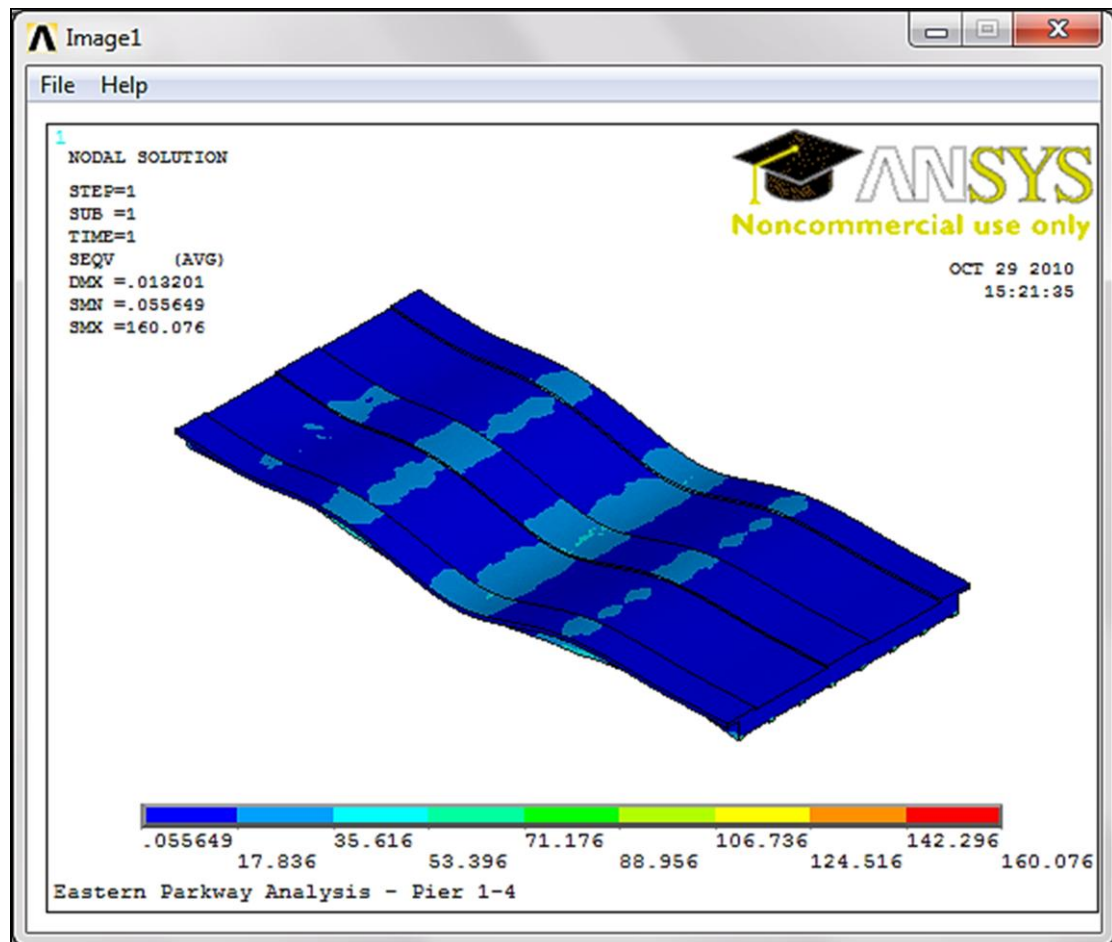 Image1
File Help
1
NODAL SOLUTION
STEP=1
SUB =1
TIME=1
SEQV (AVG)
DMX =.013201
SMN =.055649
SMX =160.076
ANSYS
Noncommercial use only
OCT 29 2010
15:21:35
.055649 35.616 71.176 106.736 142.296
17.836 53.396 88.956 124.516 160.076
Eastern Parkway Analysis - Pier 1-4